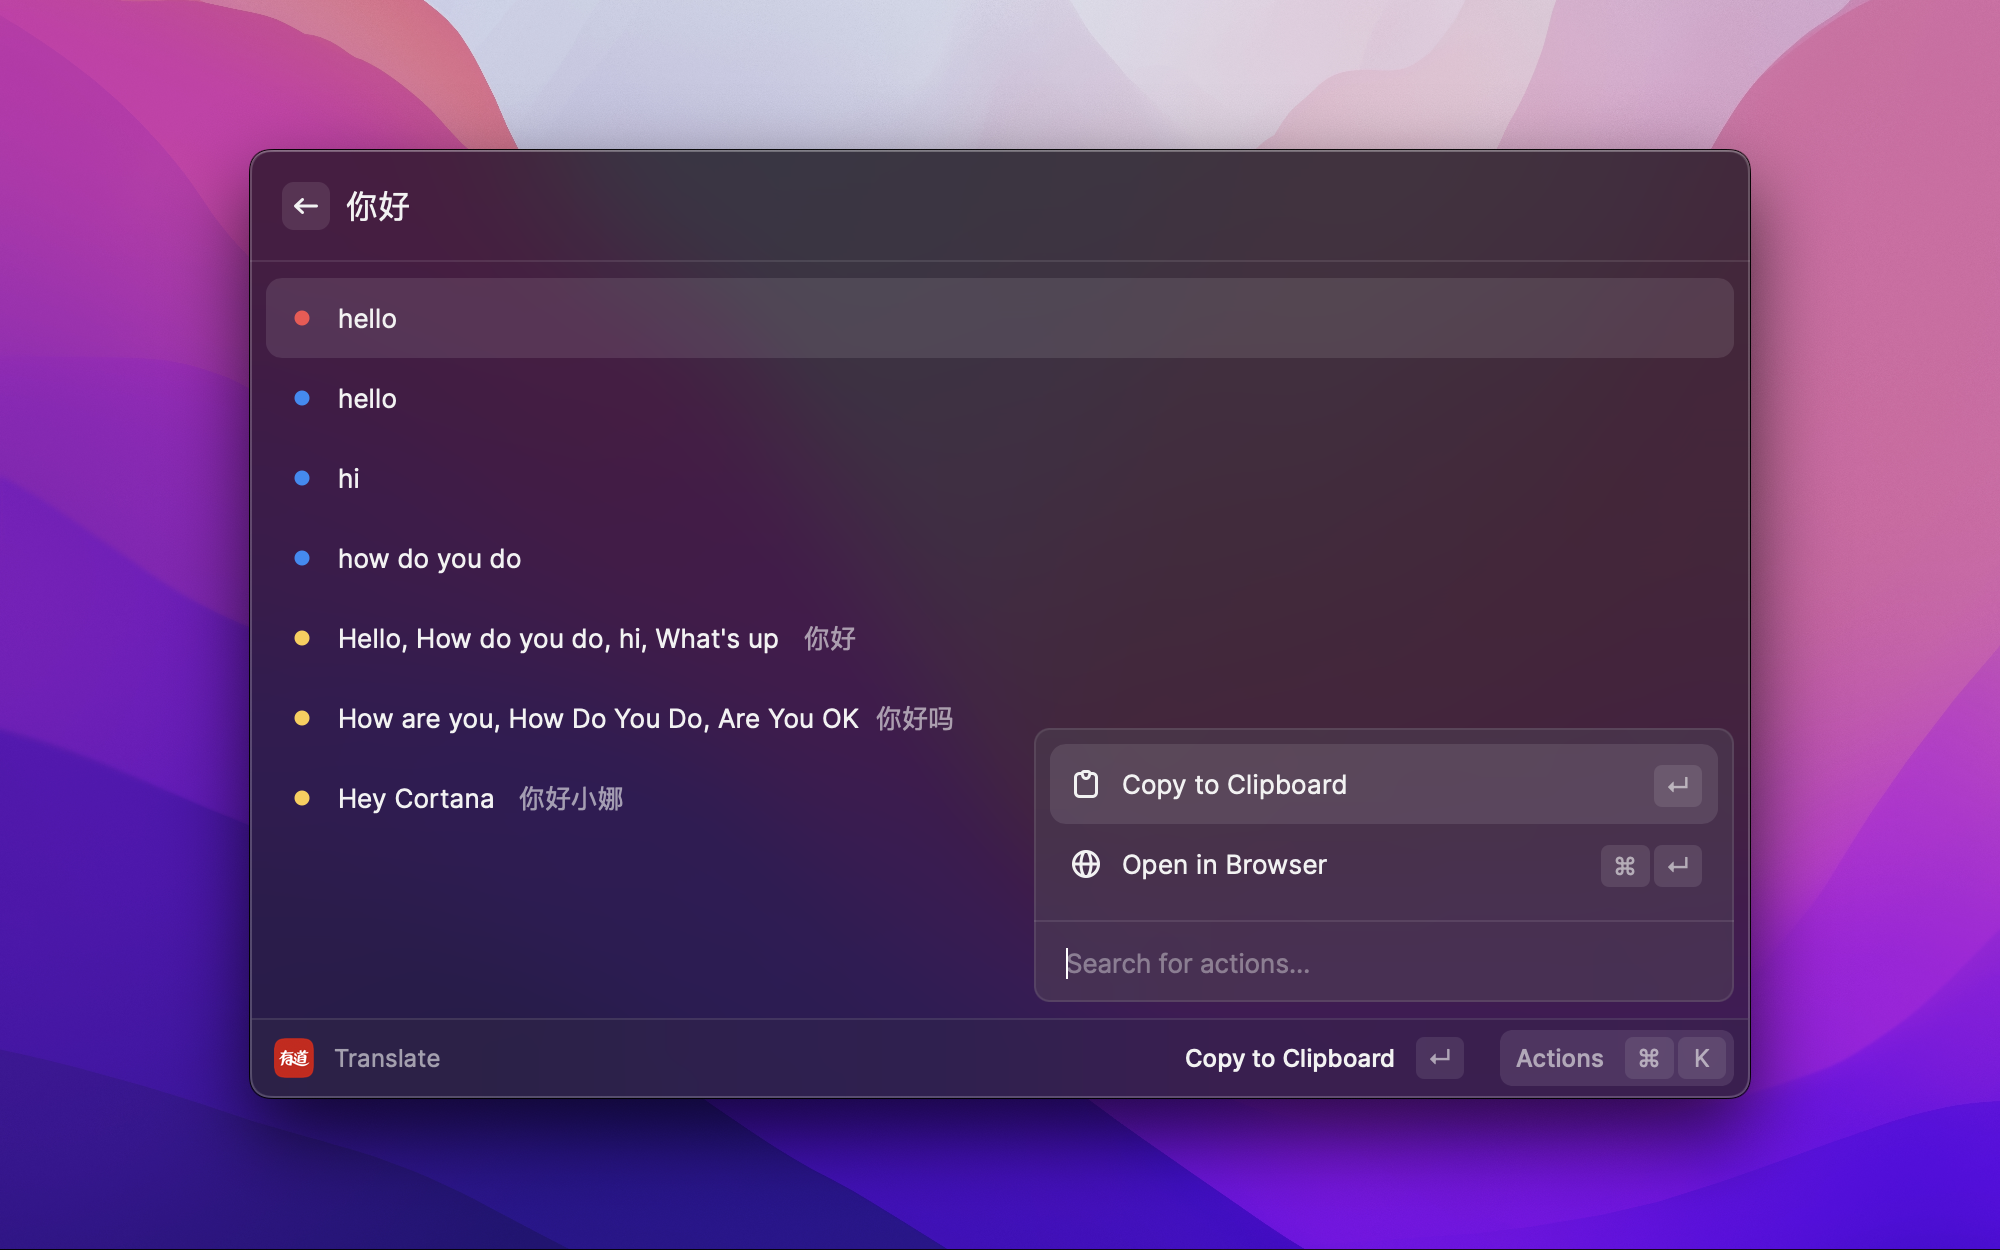 你好
hello
hello
hi
how do you do
Hello, How do you do, hi, What's up 你好
How are you, How Do You Do, Are You OK 你好吗
Hey Cortana 你好小娜
Copy to Clipboard ↵
Open in Browser ⌘ ↵
Search for actions...
有道 Translate Copy to Clipboard ↵ Actions ⌘ K